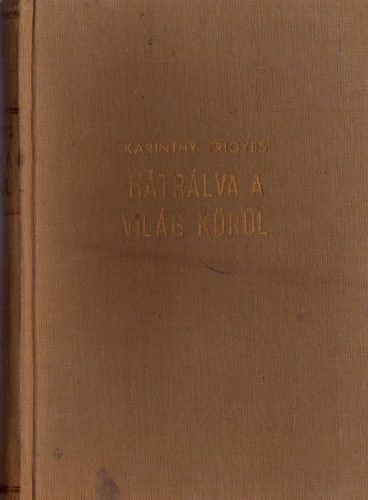 KARINTHY FRIGYES
HÁTRÁLVA A
VILÁG KÖRÜL